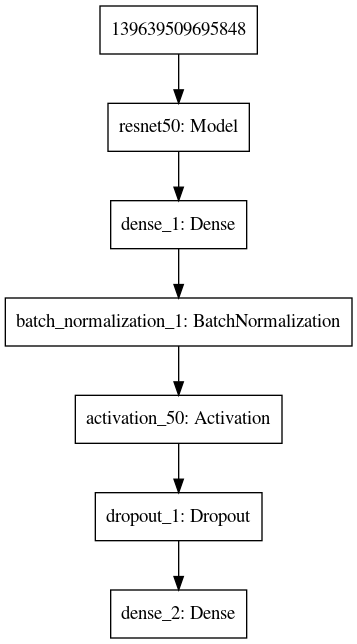 139639509695848
resnet50: Model
dense_1: Dense
batch_normalization_1: BatchNormalization
activation_50: Activation
dropout_1: Dropout
dense_2: Dense